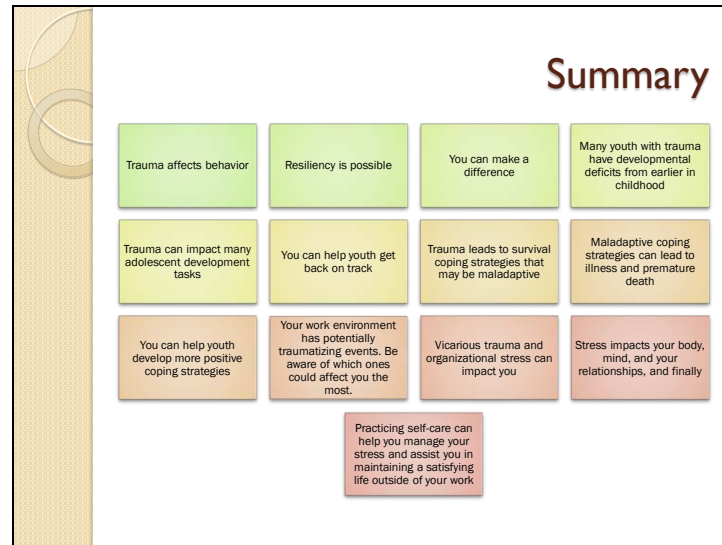 Summary
Trauma affects behavior
Resiliency is possible
You can make a
difference
Many youth with trauma
have developmental
deficits from earlier in
childhood
Trauma can impact many
adolescent development
tasks
You can help youth get
back on track
Trauma leads to survival
coping strategies that
may be maladaptive
Maladaptive coping
strategies can lead to
illness and premature
death
You can help youth
develop more positive
coping strategies
Your work environment
has potentially
traumatizing events. Be
aware of which ones
could affect you the
most.
Vicarious trauma and
organizational stress can
impact you
Stress impacts your body,
mind, and your
relationships, and finally
Practicing self-care can
help you manage your
stress and assist you in
maintaining a satisfying
life outside of your work